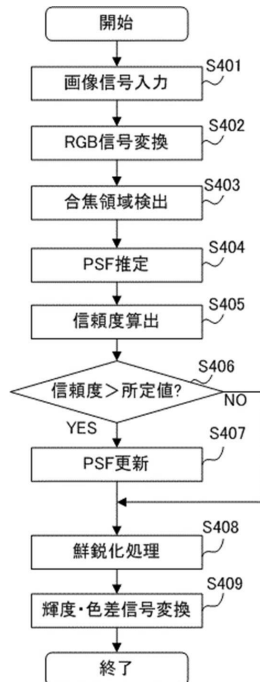 開始
S401
画像信号入力
S402
RGB信号変換
S403
合焦領域検出
S404
PSF推定
S405
信頼度算出
S406
信頼度>所定値?
NO
YES
S407
PSF更新
S408
鮮鋭化処理
S409
輝度・色差信号変換
終了